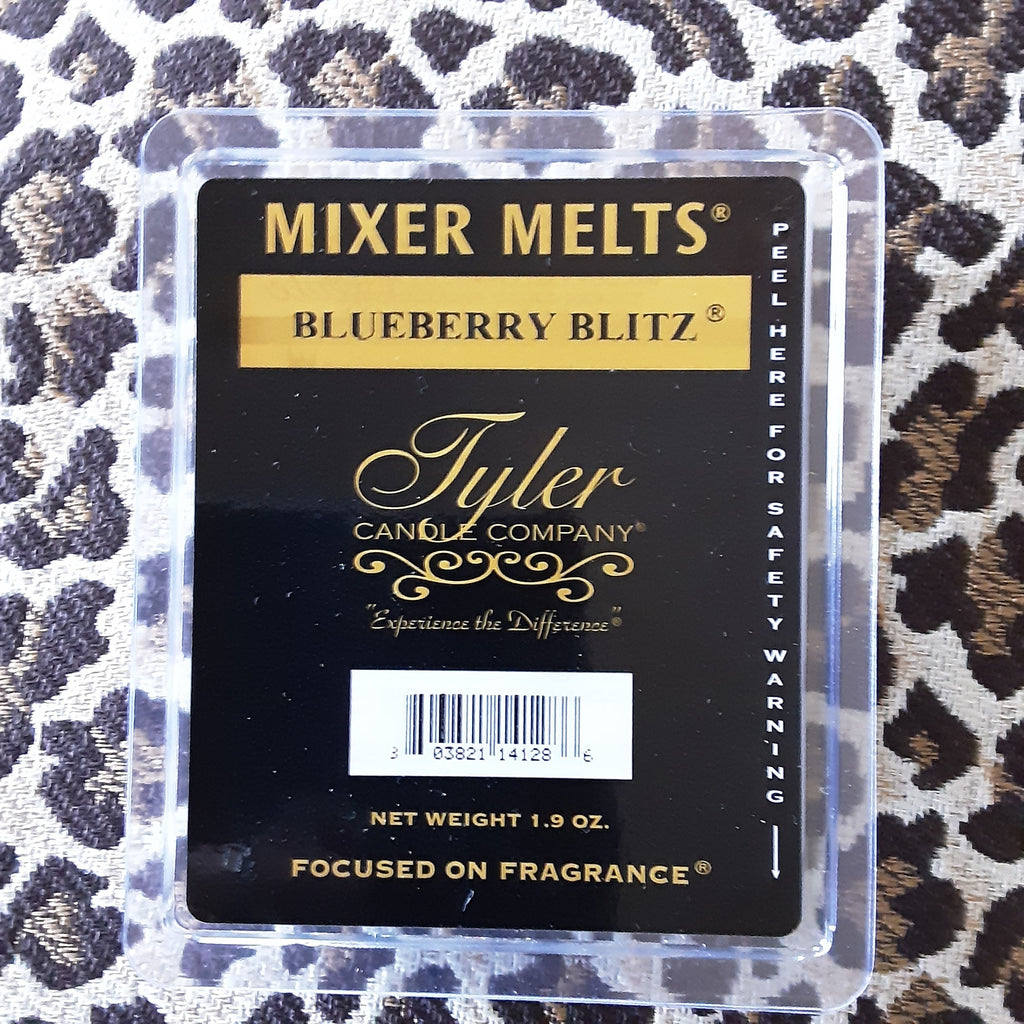 MIXER MELTS®
BLUEBERRY BLITZ®
Tyler
CANDLE COMPANY®
"Experience the Difference"®
3 03821 14128 6
NET WEIGHT 1.9 OZ.
FOCUSED ON FRAGRANCE®
PEEL HERE FOR SAFETY WARNING